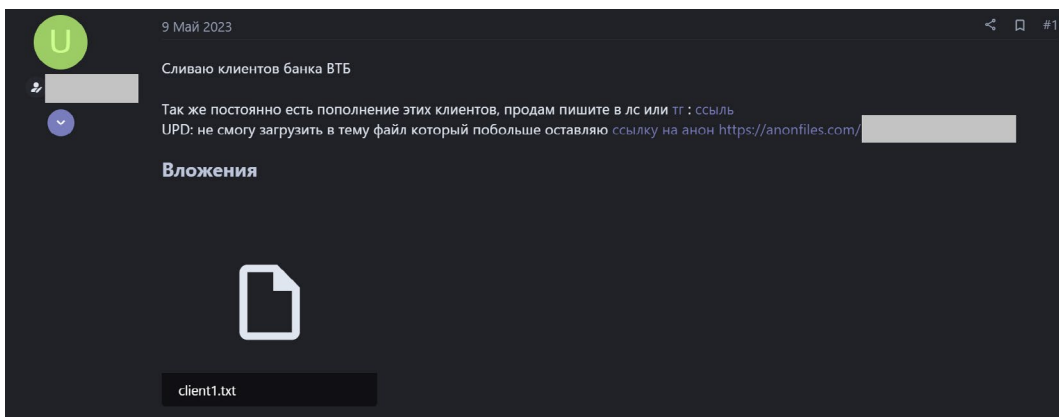 U
9 Май 2023
#1
Сливаю клиентов банка ВТБ
Так же постоянно есть пополнение этих клиентов, продам пишите в лс или тг : ссыль
UPD: не смогу загрузить в тему файл который побольше оставляю ссылку на анон https://anonfiles.com/
Вложения
client1.txt